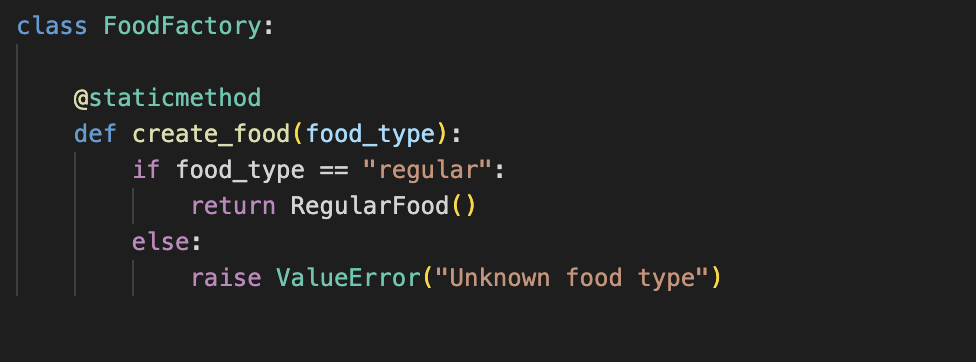 class FoodFactory:
    @staticmethod
    def create_food(food_type):
        if food_type == "regular":
            return RegularFood()
        else:
            raise ValueError("Unknown food type")